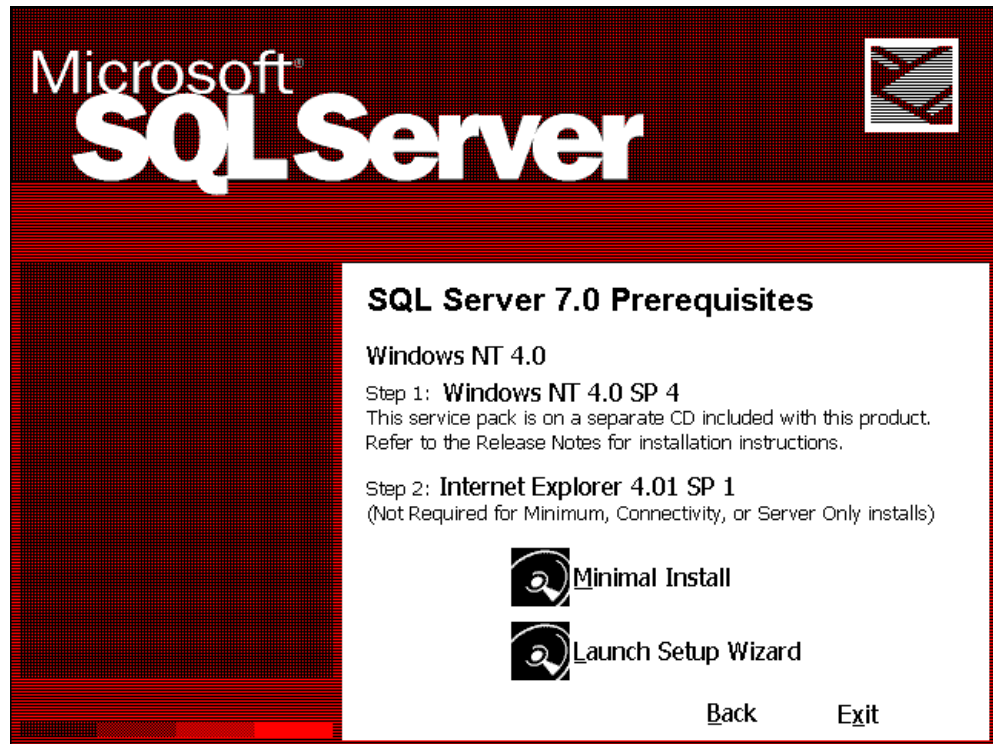 Microsoft®
SQL Server
SQL Server 7.0 Prerequisites
Windows NT 4.0
Step 1: Windows NT 4.0 SP 4
This service pack is on a separate CD included with this product.
Refer to the Release Notes for installation instructions.
Step 2: Internet Explorer 4.01 SP 1
(Not Required for Minimum, Connectivity, or Server Only installs)
Minimal Install
Launch Setup Wizard
Back Exit